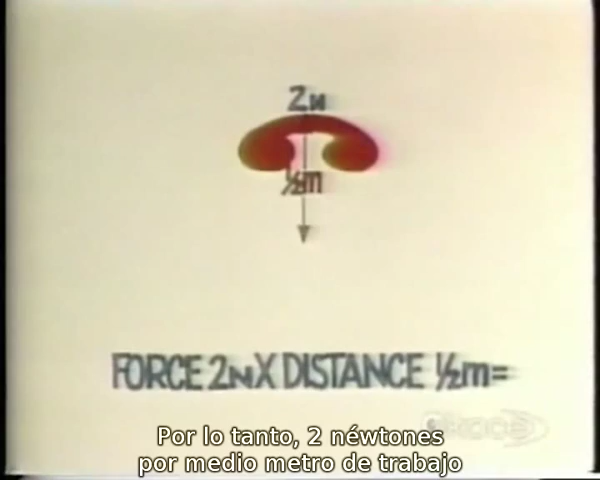 2N
½m
FORCE 2N X DISTANCE ½m=
Por lo tanto, 2 néwtones
por medio metro de trabajo